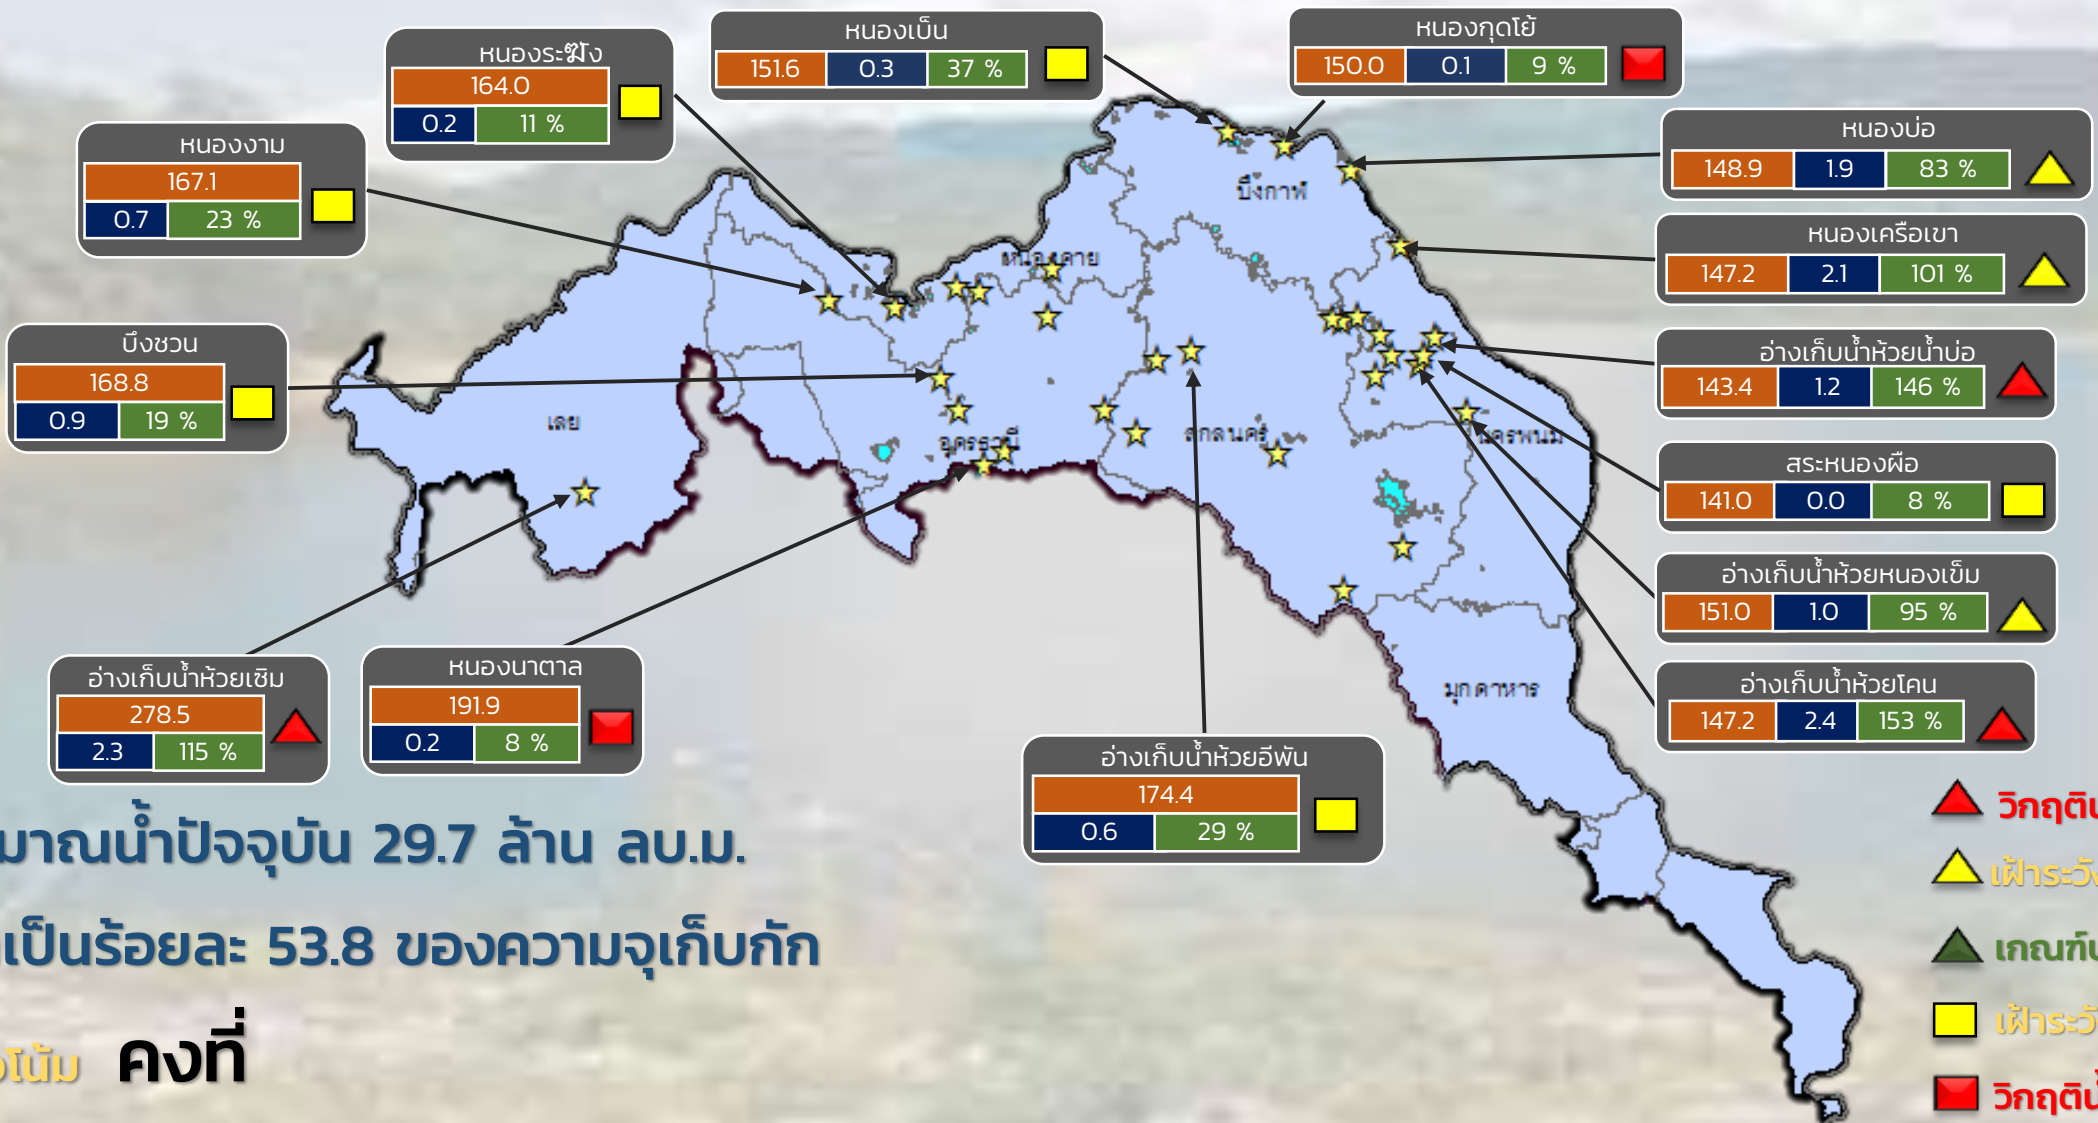 หนองเบ็น
151.6 0.3 37 %
หนองกุดโย้
150.0 0.1 9 %
164.0
0.2 11 %
หนองงาม
167.1
0.7 23 %
หนองบ่อ
148.9 1.9 83 %
หนองเครือเขา
147.2 2.1 101 %
บึงชวน
168.8
0.9 19 %
อ่างเก็บน้ำห้วยน้ำบ่อ
143.4 1.2 146 %
สระหนองผือ
141.0 0.0 8 %
อ่างเก็บน้ำห้วยหนองเข็ม
151.0 1.0 95 %
อ่างเก็บน้ำห้วยโคน
147.2 2.4 153 %
อ่างเก็บน้ำห้วยเซิม
278.5
2.3 115 %
หนองนาตาล
191.9
0.2 8 %
อ่างเก็บน้ำห้วยอีพัน
174.4
0.6 29 %
บึงกาฬ
หนองคาย
เลย
อุดรธานี
สกลนคร
นครพนม
มุกดาหาร
มาณน้ำปัจจุบัน 29.7 ล้าน ลบ.ม.
เป็นร้อยละ 53.8 ของความจุเก็บกัก
โน้ม คงที่
วิกฤติน
เฝ้าระวัง
เกณฑ์ป
เฝ้าระวั
วิกฤติน้